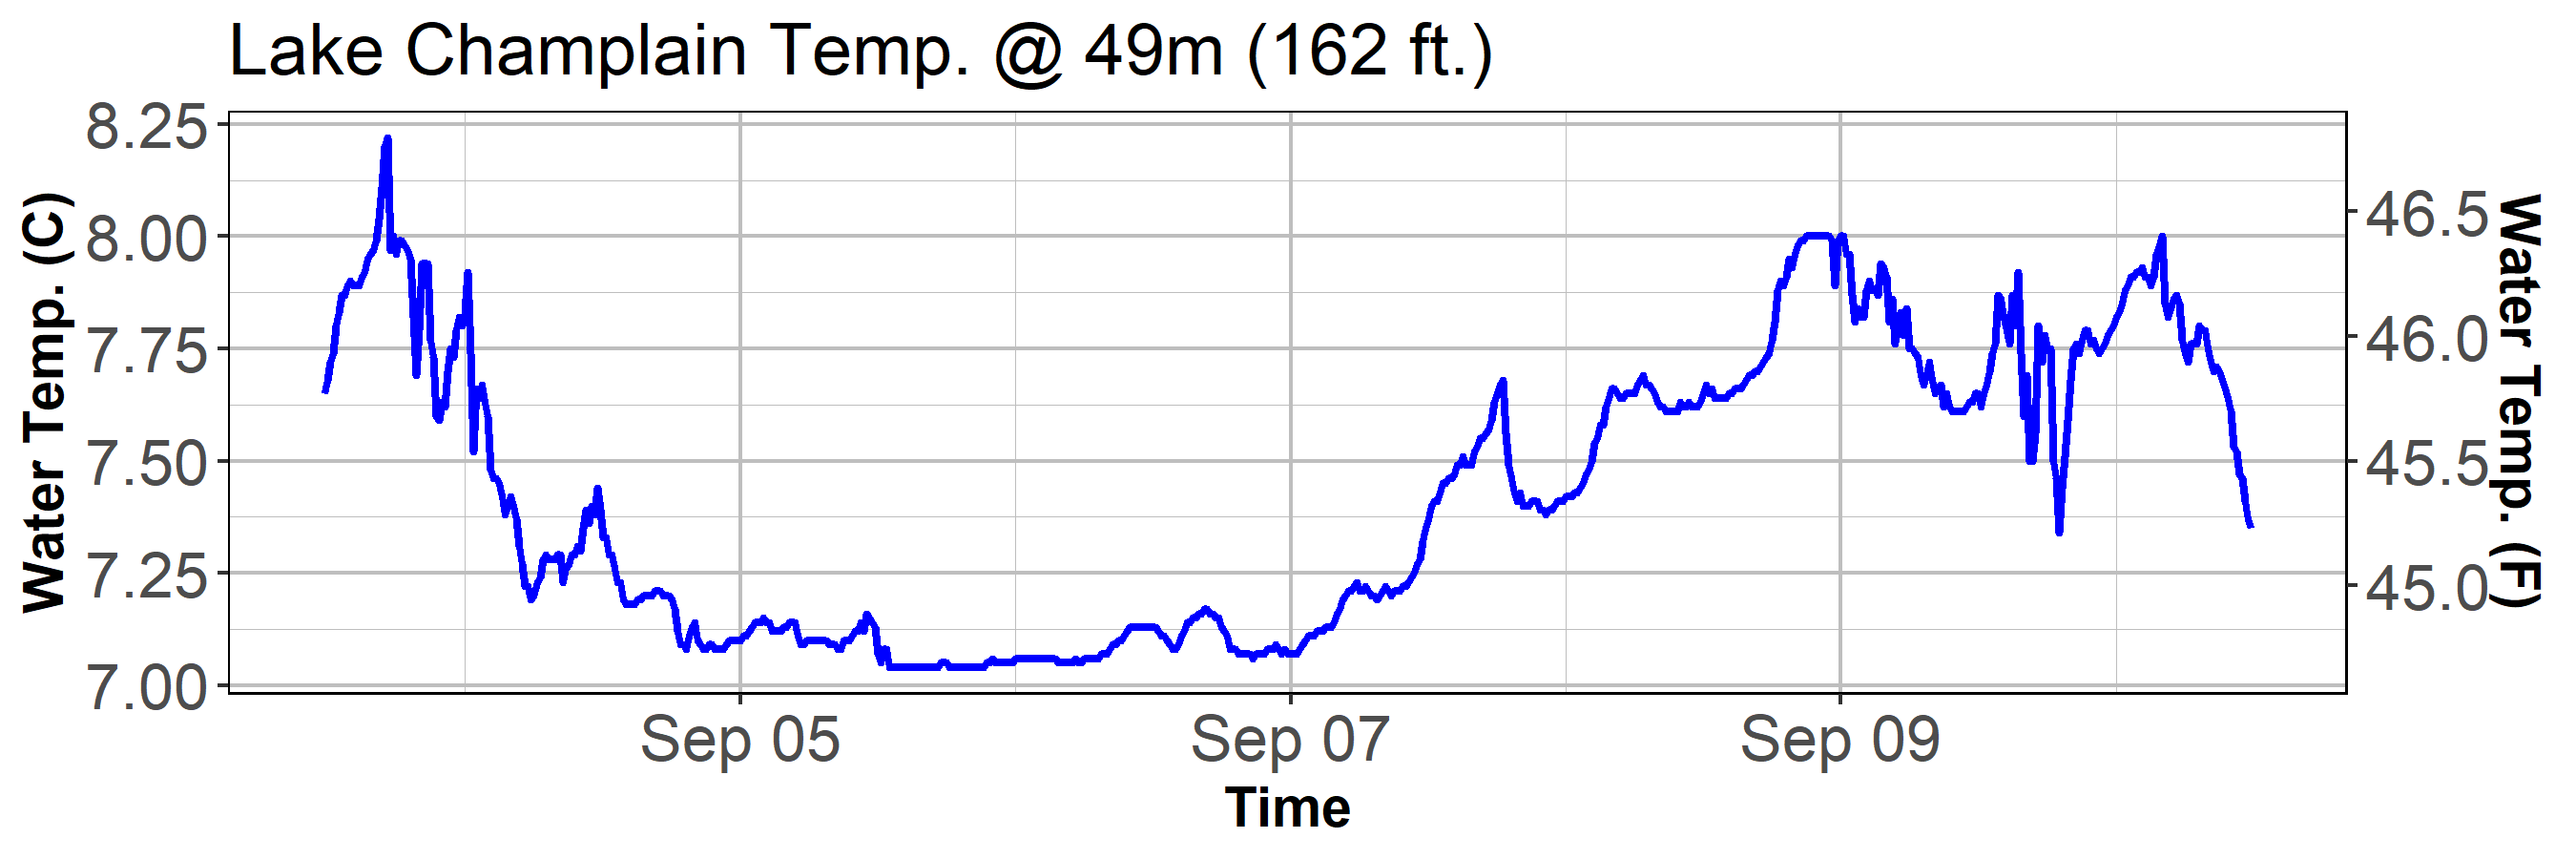 Lake Champlain Temp. @ 49m (162 ft.)
Water Temp. (C)
8.25
8.00
7.75
7.50
7.25
7.00
46.5
46.0
45.5
45.0
Water Temp. (F)
Sep 05
Sep 07
Sep 09
Time